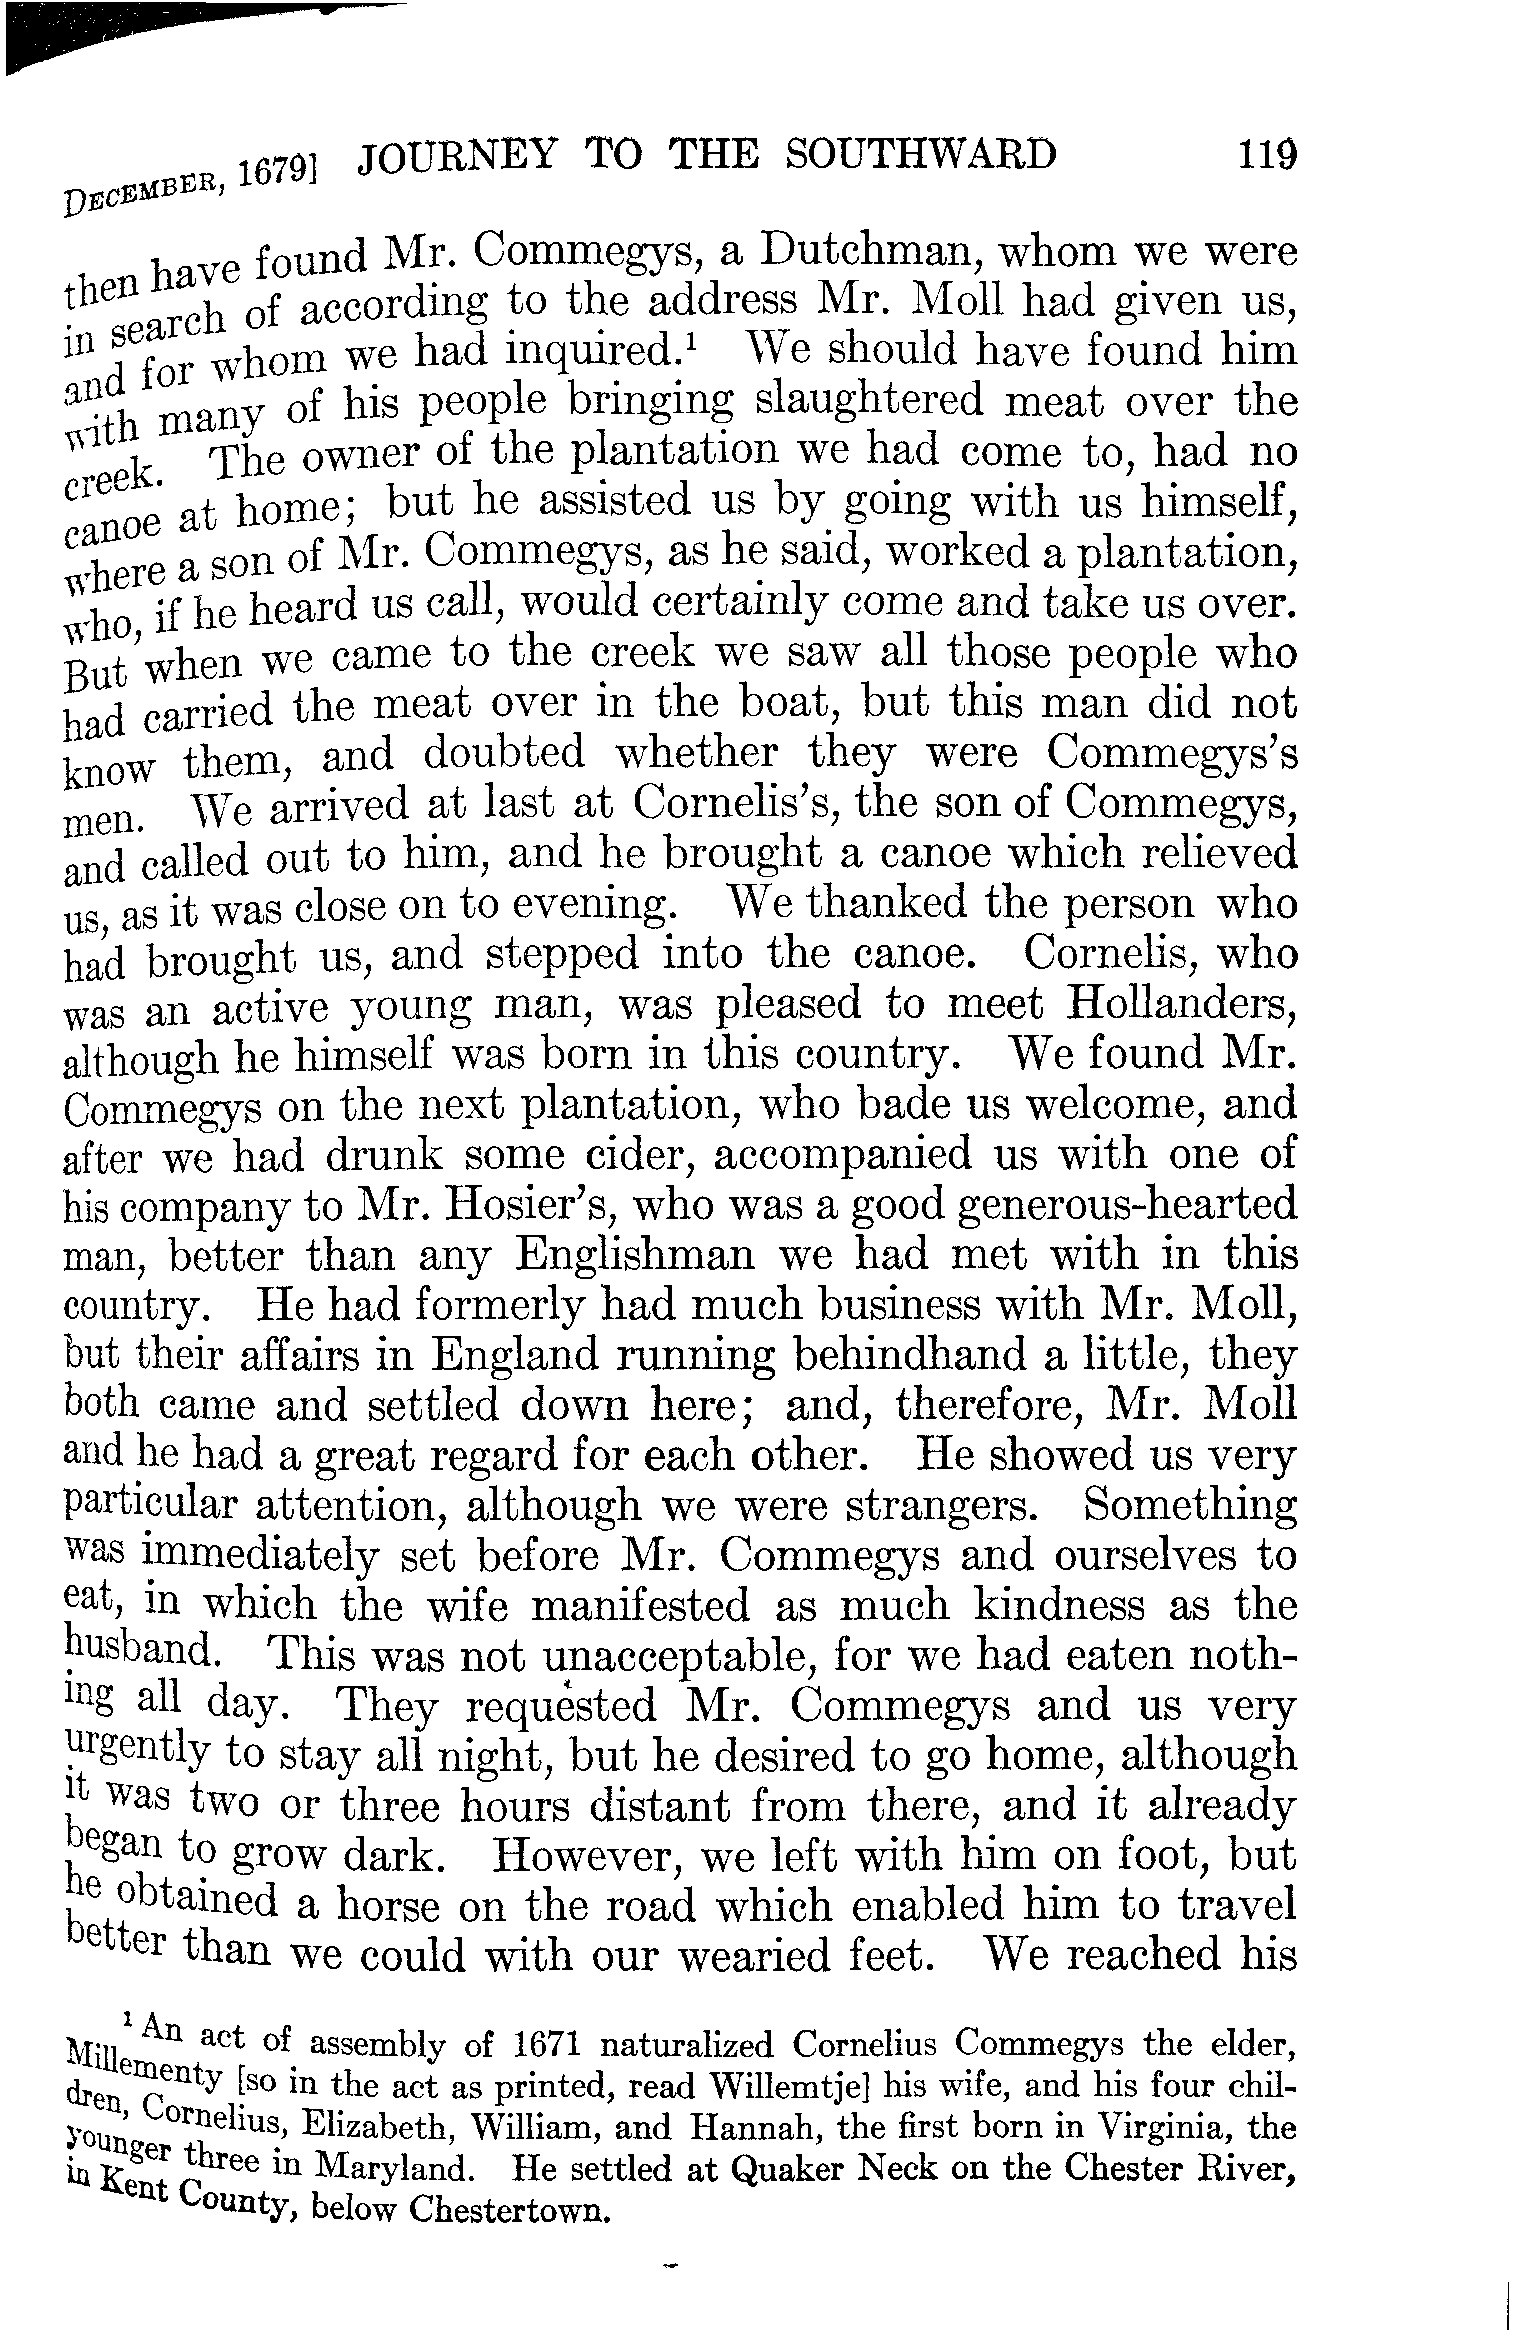 DECEMBER, 1679] JOURNEY TO THE SOUTHWARD 119
then have found Mr. Commegys, a Dutchman, whom we were
in search of according to the address Mr. Moll had given us,
and for whom we had inquired.¹ We should have found him
with many of his people bringing slaughtered meat over the
creek. The owner of the plantation we had come to, had no
canoe at home; but he assisted us by going with us himself,
where a son of Mr. Commegys, as he said, worked a plantation,
who, if he heard us call, would certainly come and take us over.
But when we came to the creek we saw all those people who
had carried the meat over in the boat, but this man did not
know them, and doubted whether they were Commegys's
men. We arrived at last at Cornelis's, the son of Commegys,
and called out to him, and he brought a canoe which relieved
us, as it was close on to evening. We thanked the person who
had brought us, and stepped into the canoe. Cornelis, who
was an active young man, was pleased to meet Hollanders,
although he himself was born in this country. We found Mr.
Commegys on the next plantation, who bade us welcome, and
after we had drunk some cider, accompanied us with one of
his company to Mr. Hosier's, who was a good generous-hearted
man, better than any Englishman we had met with in this
country. He had formerly had much business with Mr. Moll,
but their affairs in England running behindhand a little, they
both came and settled down here; and, therefore, Mr. Moll
and he had a great regard for each other. He showed us very
particular attention, although we were strangers. Something
was immediately set before Mr. Commegys and ourselves to
eat, in which the wife manifested as much kindness as the
husband. This was not unacceptable, for we had eaten noth-
ing all day. They requested Mr. Commegys and us very
urgently to stay all night, but he desired to go home, although
it was two or three hours distant from there, and it already
began to grow dark. However, we left with him on foot, but
he obtained a horse on the road which enabled him to travel
better than we could with our wearied feet. We reached his
¹ An act of assembly of 1671 naturalized Cornelius Commegys the elder,
Millementy [so in the act as printed, read Willemtje] his wife, and his four chil-
dren, Cornelius, Elizabeth, William, and Hannah, the first born in Virginia, the
younger three in Maryland. He settled at Quaker Neck on the Chester River,
in Kent County, below Chestertown.